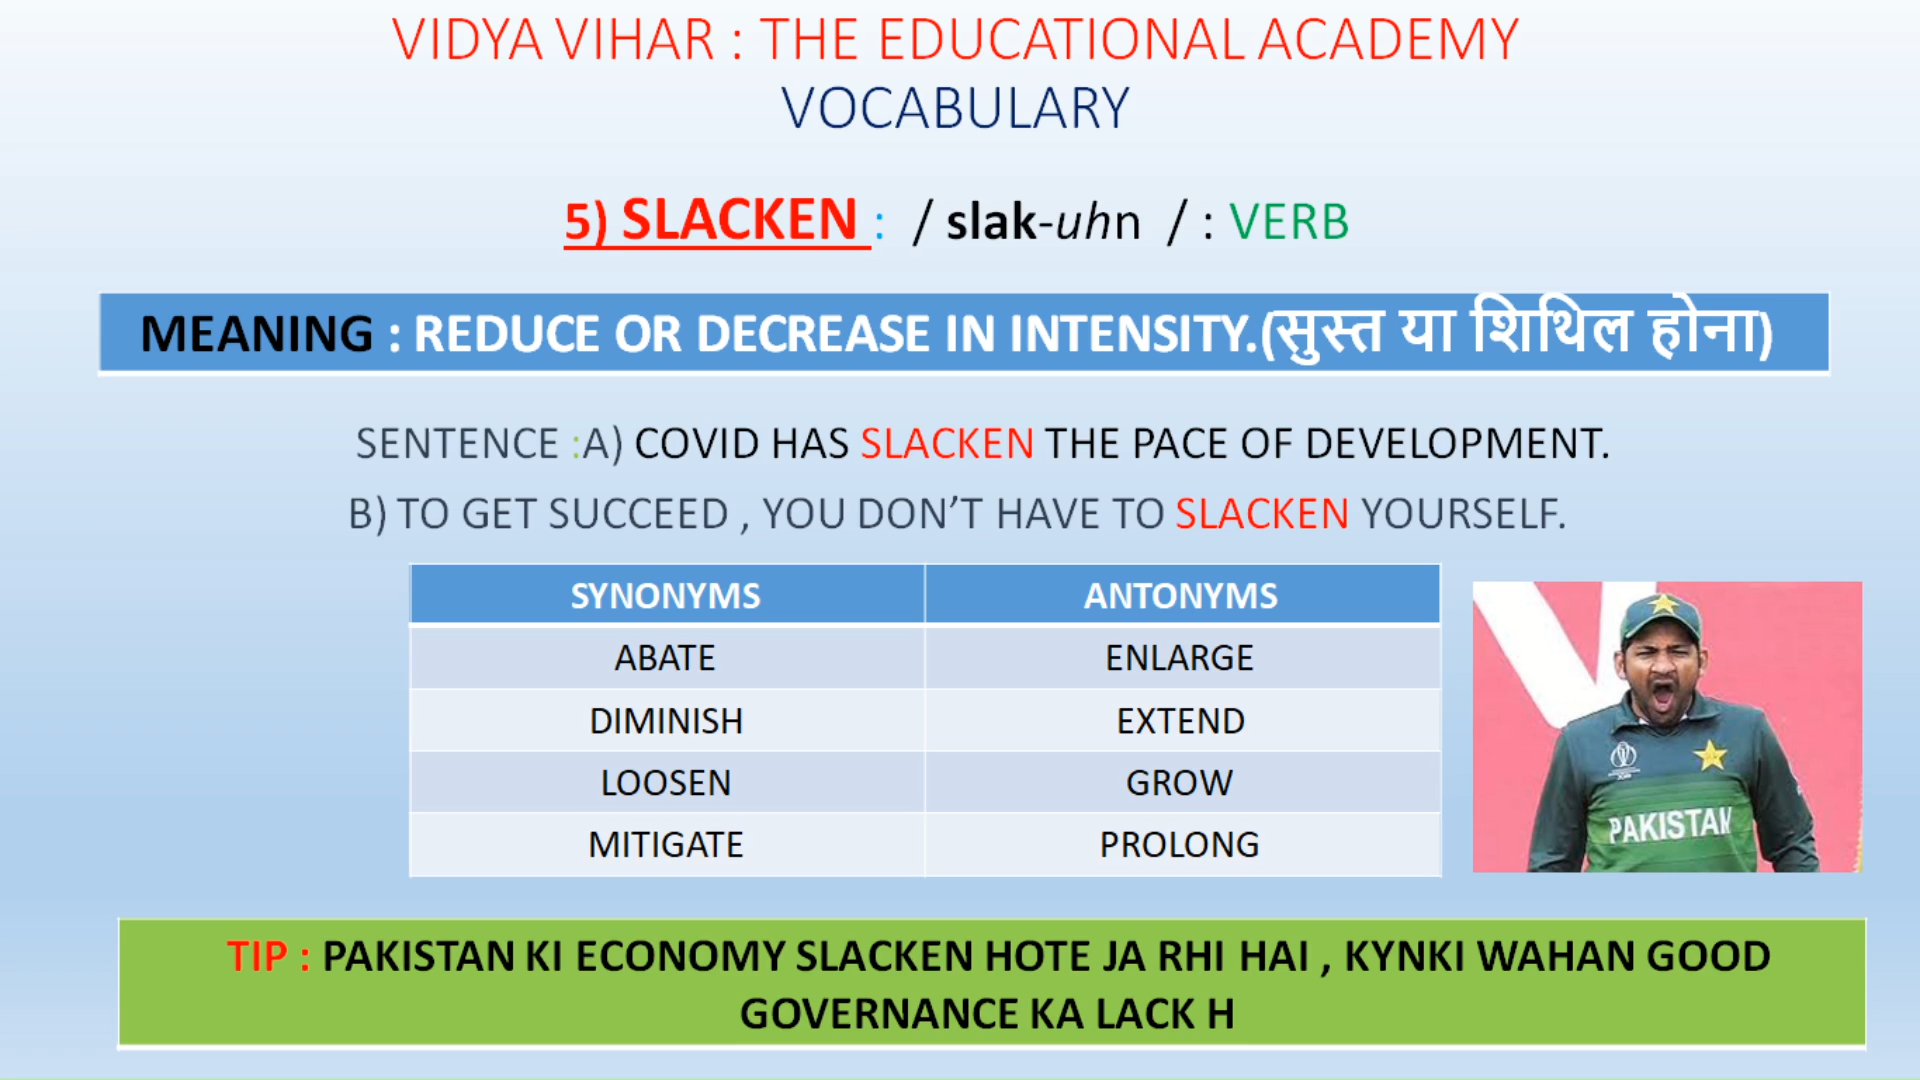 VIDYA VIHAR : THE EDUCATIONAL ACADEMY
VOCABULARY
5) SLACKEN : / slak-uhn / : VERB
MEANING : REDUCE OR DECREASE IN INTENSITY.(सुस्त या शिथिल होना)
SENTENCE :A) COVID HAS SLACKEN THE PACE OF DEVELOPMENT.
B) TO GET SUCCEED , YOU DON’T HAVE TO SLACKEN YOURSELF.
SYNONYMS ANTONYMS
ABATE ENLARGE
DIMINISH EXTEND
LOOSEN GROW
MITIGATE PROLONG
PAKISTAN
TIP : PAKISTAN KI ECONOMY SLACKEN HOTE JA RHI HAI , KYNKI WAHAN GOOD
GOVERNANCE KA LACK H